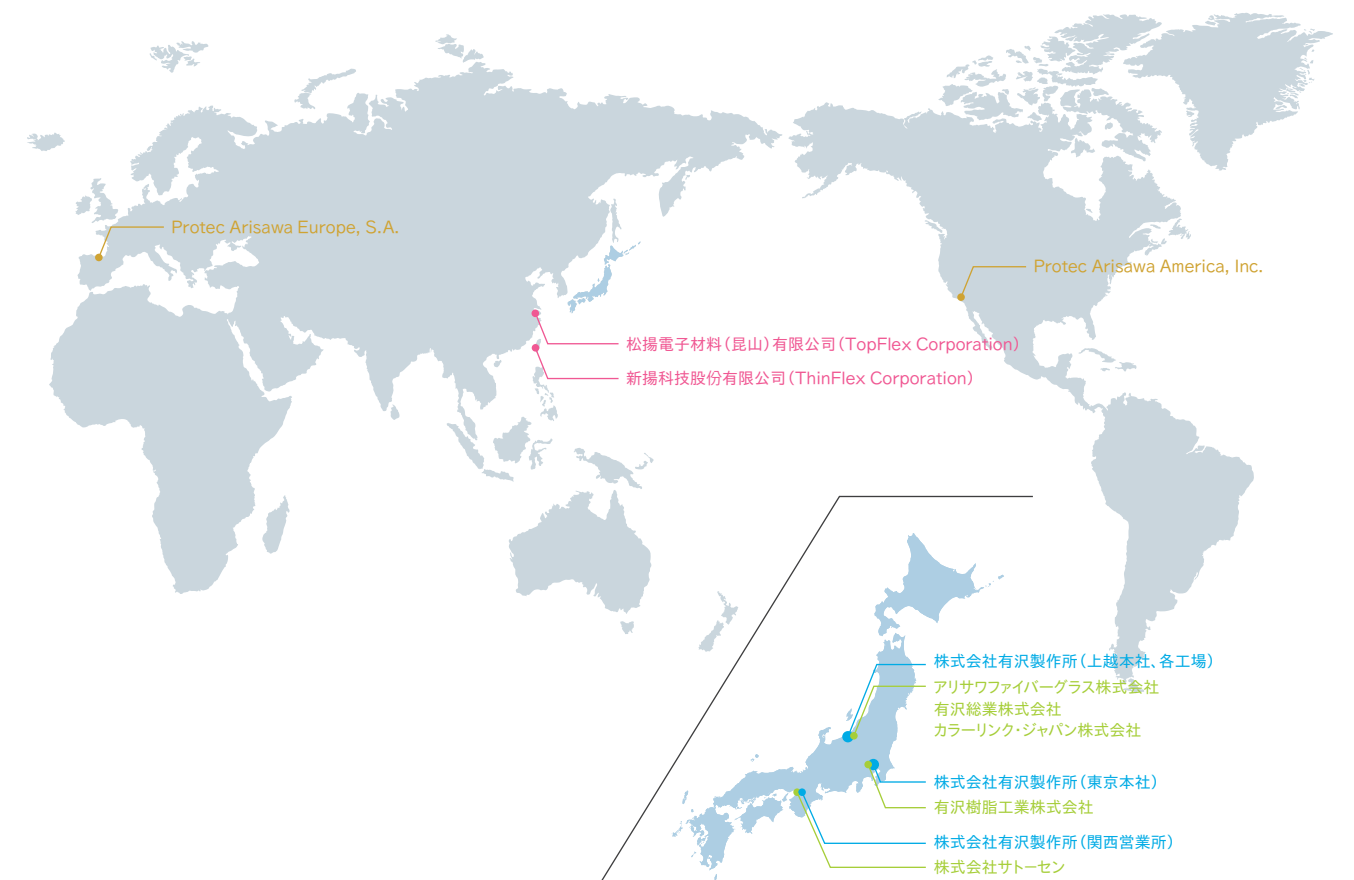 Protec Arisawa Europe, S.A.
Protec Arisawa America, Inc.
松揚電子材料(昆山)有限公司(TopFlex Corporation)
新揚科技股份有限公司(ThinFlex Corporation)
株式会社有沢製作所(上越本社、各工場)
アリサワファイバーグラス株式会社
有沢総業株式会社
カラーリンク・ジャパン株式会社
株式会社有沢製作所(東京本社)
有沢樹脂工業株式会社
株式会社有沢製作所(関西営業所)
株式会社サトーセン